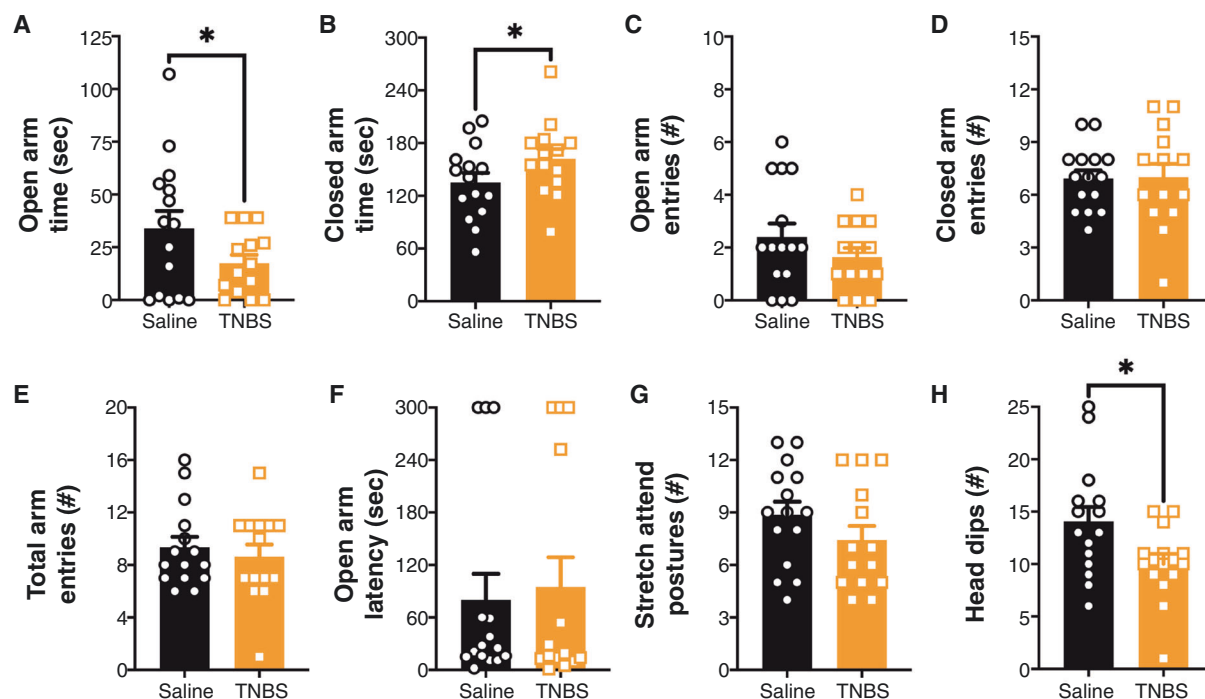 A
Open arm
time (sec)
125
100
75
50
25
0
*
Saline
TNBS
B
Closed arm
time (sec)
300
240
180
120
60
0
*
Saline
TNBS
C
Open arm
entries (#)
10
8
6
4
2
0
Saline
TNBS
D
Closed arm
entries (#)
15
12
9
6
3
0
Saline
TNBS
E
Total arm
entries (#)
20
16
12
8
4
0
Saline
TNBS
F
Open arm
latency (sec)
300
240
180
120
60
0
Saline
TNBS
G
Stretch attend
postures (#)
15
12
9
6
3
0
Saline
TNBS
H
Head dips (#)
25
20
15
10
5
0
*
Saline
TNBS